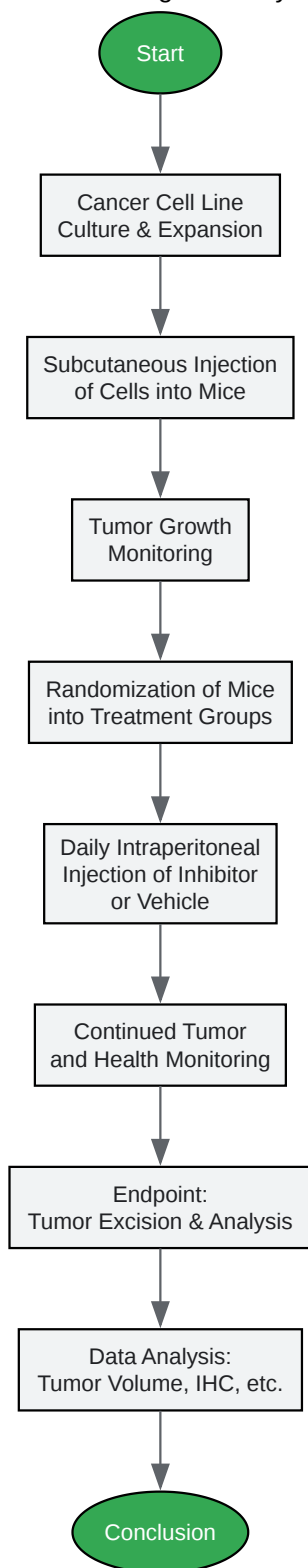 Start
Cancer Cell Line
Culture & Expansion
Subcutaneous Injection
of Cells into Mice
Tumor Growth
Monitoring
Randomization of Mice
into Treatment Groups
Daily Intraperitoneal
Injection of Inhibitor
or Vehicle
Continued Tumor
and Health Monitoring
Endpoint:
Tumor Excision & Analysis
Data Analysis:
Tumor Volume, IHC, etc.
Conclusion